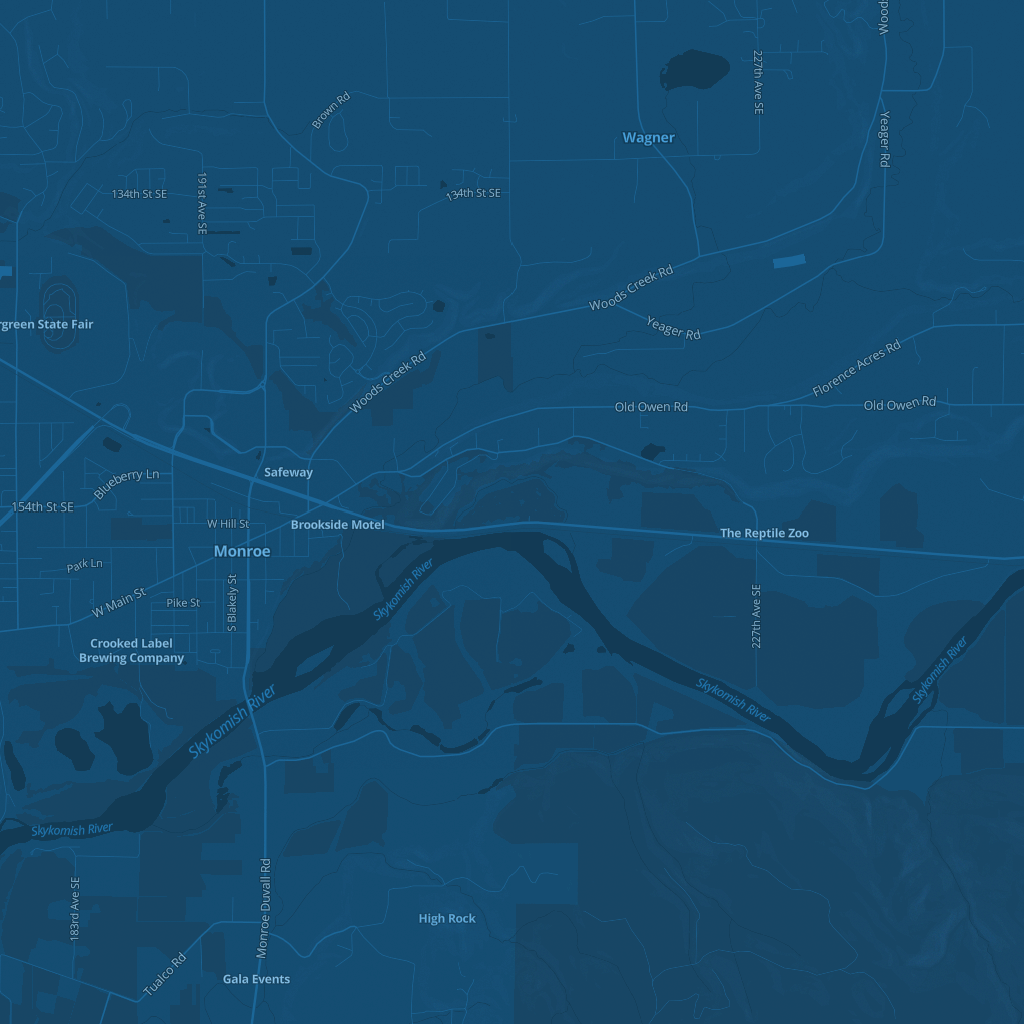 Wood
227th Ave SE
Brown Rd
Wagner
Yeager Rd
134th St SE
191st Ave SE
134th St SE
Woods Creek Rd
rgreen State Fair
Yeager Rd
Woods Creek Rd
Florence Acres Rd
Old Owen Rd
Old Owen Rd
Safeway
Blueberry Ln
154th St SE
W Hill St
Brookside Motel
The Reptile Zoo
Monroe
Park Ln
Skykomish River
W Main St
Pike St
S Blakely St
227th Ave SE
Crooked Label
Brewing Company
Skykomish River
Skykomish River
Skykomish River
Skykomish River
183rd Ave SE
Monroe Duvall Rd
High Rock
Tualco Rd
Gala Events